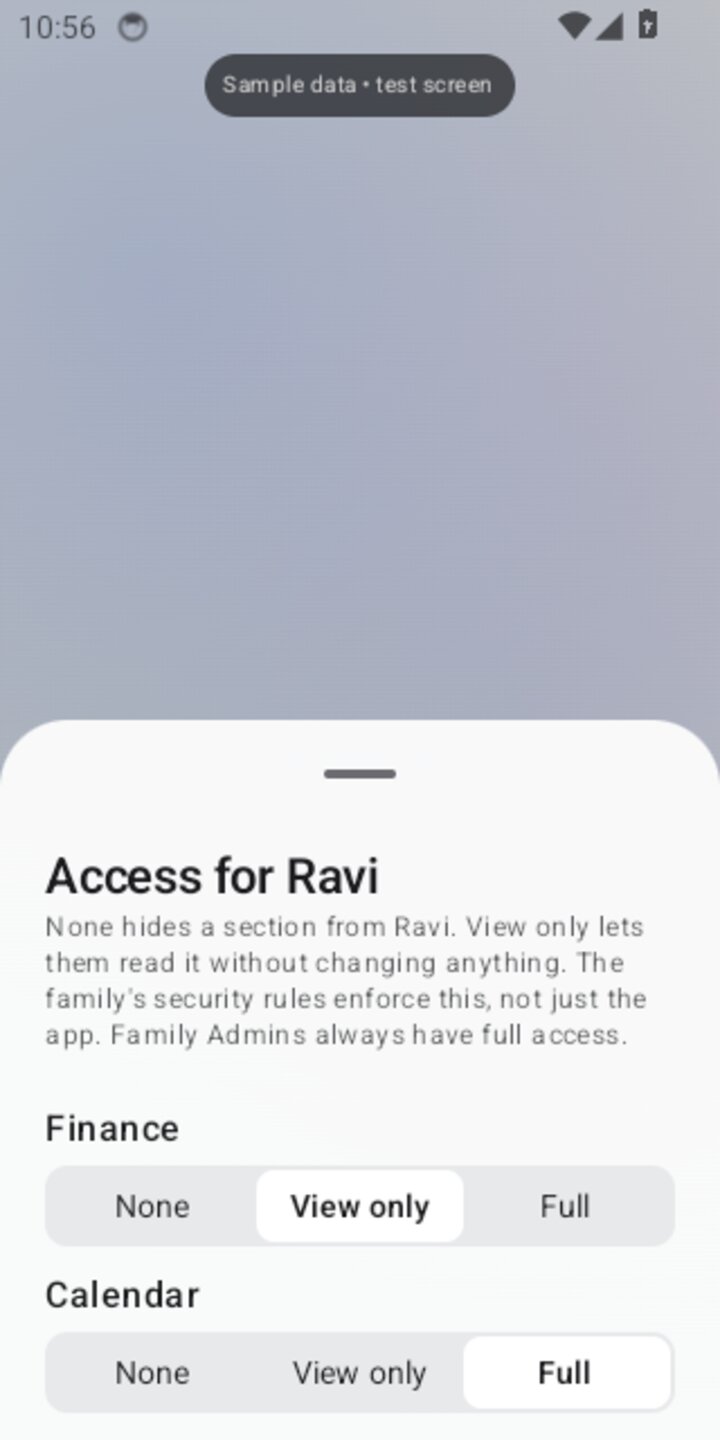 10:56
Sample data • test screen
Access for Ravi
None hides a section from Ravi. View only lets
them read it without changing anything. The
family's security rules enforce this, not just the
app. Family Admins always have full access.
Finance
None View only Full
Calendar
None View only Full